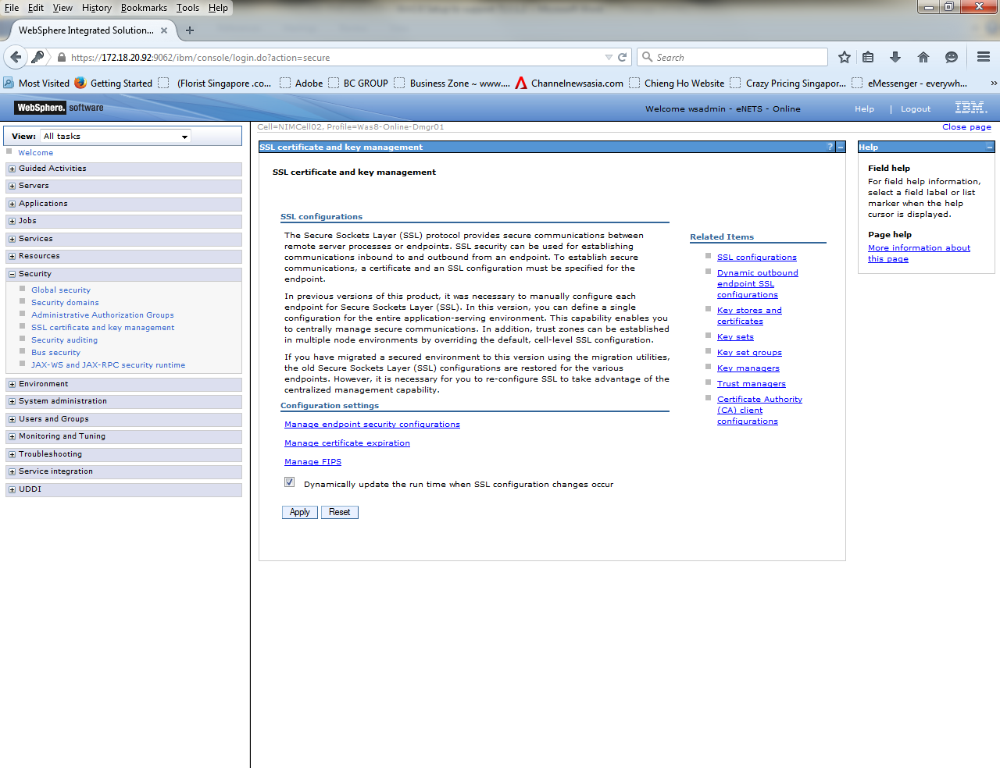 File Edit View History Bookmarks Tools Help
WebSphere Integrated Solution... × +
https://172.18.20.92:9062/ibm/console/login.do?action=secure Search
Most Visited Getting Started (Florist Singapore .co... Adobe BC GROUP Business Zone ~ www.... Channelnewsasia.com Chieng Ho Website Crazy Pricing Singapor... eMessenger - everywh... »
WebSphere. software Welcome wsadmin - eNETS - Online Help | Logout IBM.
View: All tasks
Welcome
Guided Activities
Servers
Applications
Jobs
Services
Resources
Security
Global security
Security domains
Administrative Authorization Groups
SSL certificate and key management
Security auditing
Bus security
JAX-WS and JAX-RPC security runtime
Environment
System administration
Users and Groups
Monitoring and Tuning
Troubleshooting
Service integration
UDDI
Cell=NIMCell02, Profile=Was8-Online-Dmgr01 Close page
SSL certificate and key management ? –
SSL certificate and key management
SSL configurations
The Secure Sockets Layer (SSL) protocol provides secure communications between
remote server processes or endpoints. SSL security can be used for establishing
communications inbound to and outbound from an endpoint. To establish secure
communications, a certificate and an SSL configuration must be specified for the
endpoint.
In previous versions of this product, it was necessary to manually configure each
endpoint for Secure Sockets Layer (SSL). In this version, you can define a single
configuration for the entire application-serving environment. This capability enables you
to centrally manage secure communications. In addition, trust zones can be established
in multiple node environments by overriding the default, cell-level SSL configuration.
If you have migrated a secured environment to this version using the migration utilities,
the old Secure Sockets Layer (SSL) configurations are restored for the various
endpoints. However, it is necessary for you to re-configure SSL to take advantage of the
centralized management capability.
Configuration settings
Manage endpoint security configurations
Manage certificate expiration
Manage FIPS
Dynamically update the run time when SSL configuration changes occur
Apply Reset
Related Items
SSL configurations
Dynamic outbound
endpoint SSL
configurations
Key stores and
certificates
Key sets
Key set groups
Key managers
Trust managers
Certificate Authority
(CA) client
configurations
Help –
Field help
For field help information,
select a field label or list
marker when the help
cursor is displayed.
Page help
More information about
this page